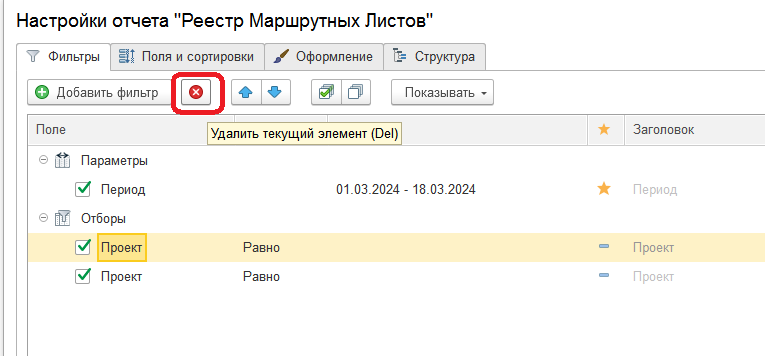 Настройки отчета "Реестр Маршрутных Листов"
Фильтры Поля и сортировки Оформление Структура
Добавить фильтр Показывать
Поле Заголовок
Удалить текущий элемент (Del)
Параметры
Период 01.03.2024 - 18.03.2024 Период
Отборы
Проект Равно Проект
Проект Равно Проект